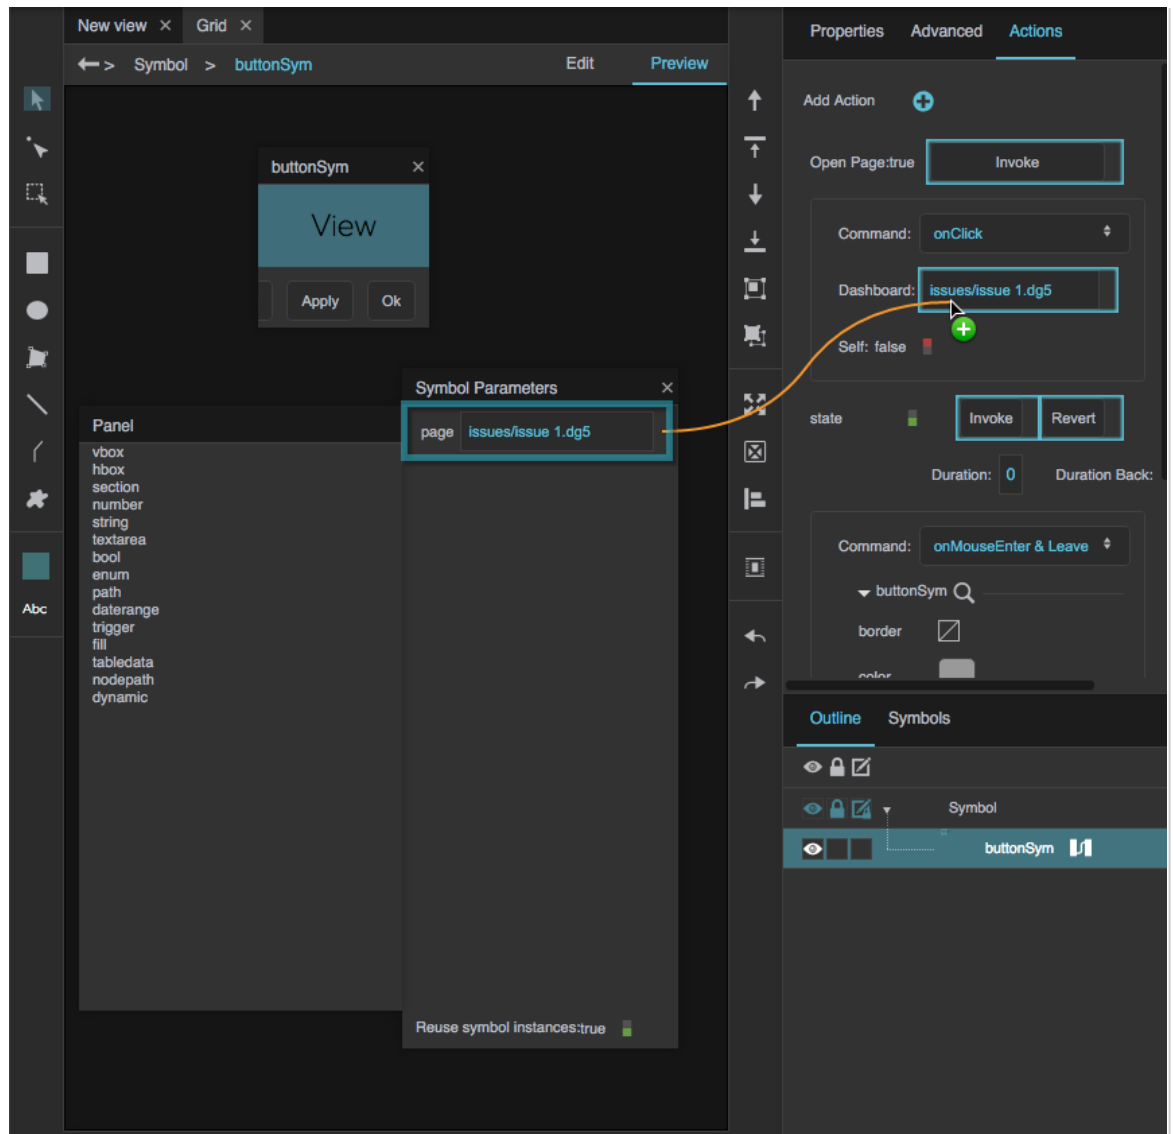 New view × Grid ×
Symbol > buttonSym
Edit Preview
buttonSym ×
View
Apply Ok
Symbol Parameters ×
page issues/issue 1.dg5
Reuse symbol instances:true
Panel
vbox
hbox
section
number
string
textarea
bool
enum
path
daterange
trigger
fill
tabledata
nodepath
dynamic
Abc
Properties Advanced Actions
Add Action
Open Page:true Invoke
Command: onClick
Dashboard: issues/issue 1.dg5
Self: false
state Invoke Revert
Duration: 0 Duration Back:
Command: onMouseEnter & Leave
buttonSym
border
color
Outline Symbols
Symbol
buttonSym